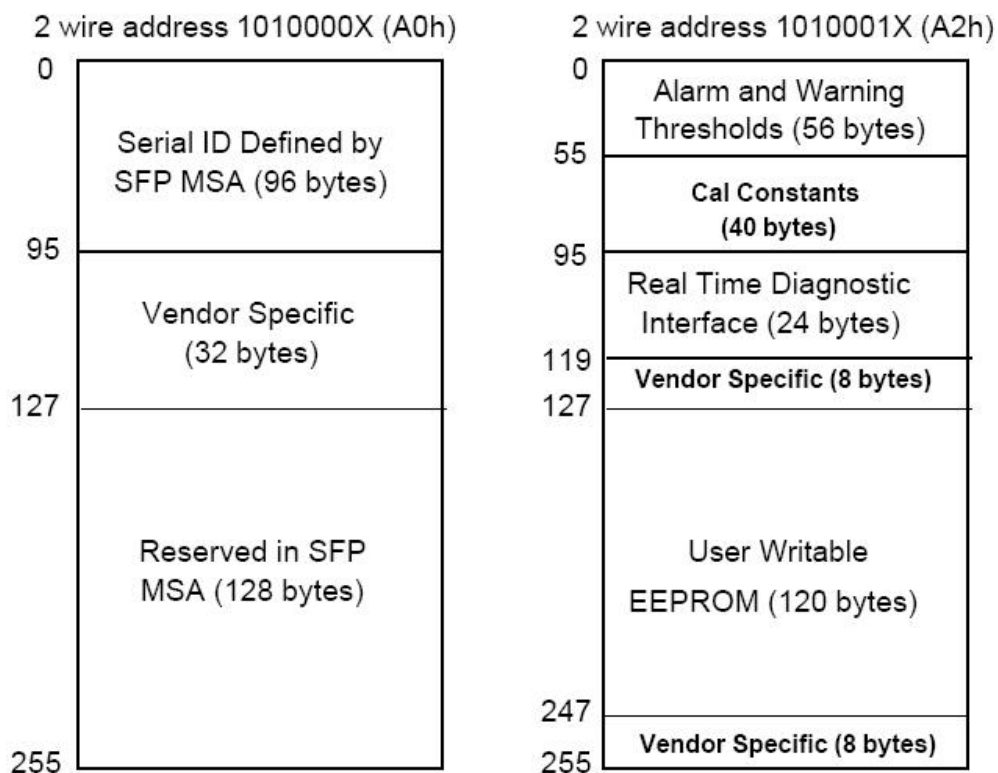 2 wire address 1010000X (A0h)
0
Serial ID Defined by
SFP MSA (96 bytes)
95
Vendor Specific
(32 bytes)
127
Reserved in SFP
MSA (128 bytes)
255
2 wire address 1010001X (A2h)
0
Alarm and Warning
Thresholds (56 bytes)
55
Cal Constants
(40 bytes)
95
Real Time Diagnostic
Interface (24 bytes)
119
Vendor Specific (8 bytes)
127
User Writable
EEPROM (120 bytes)
247
Vendor Specific (8 bytes)
255